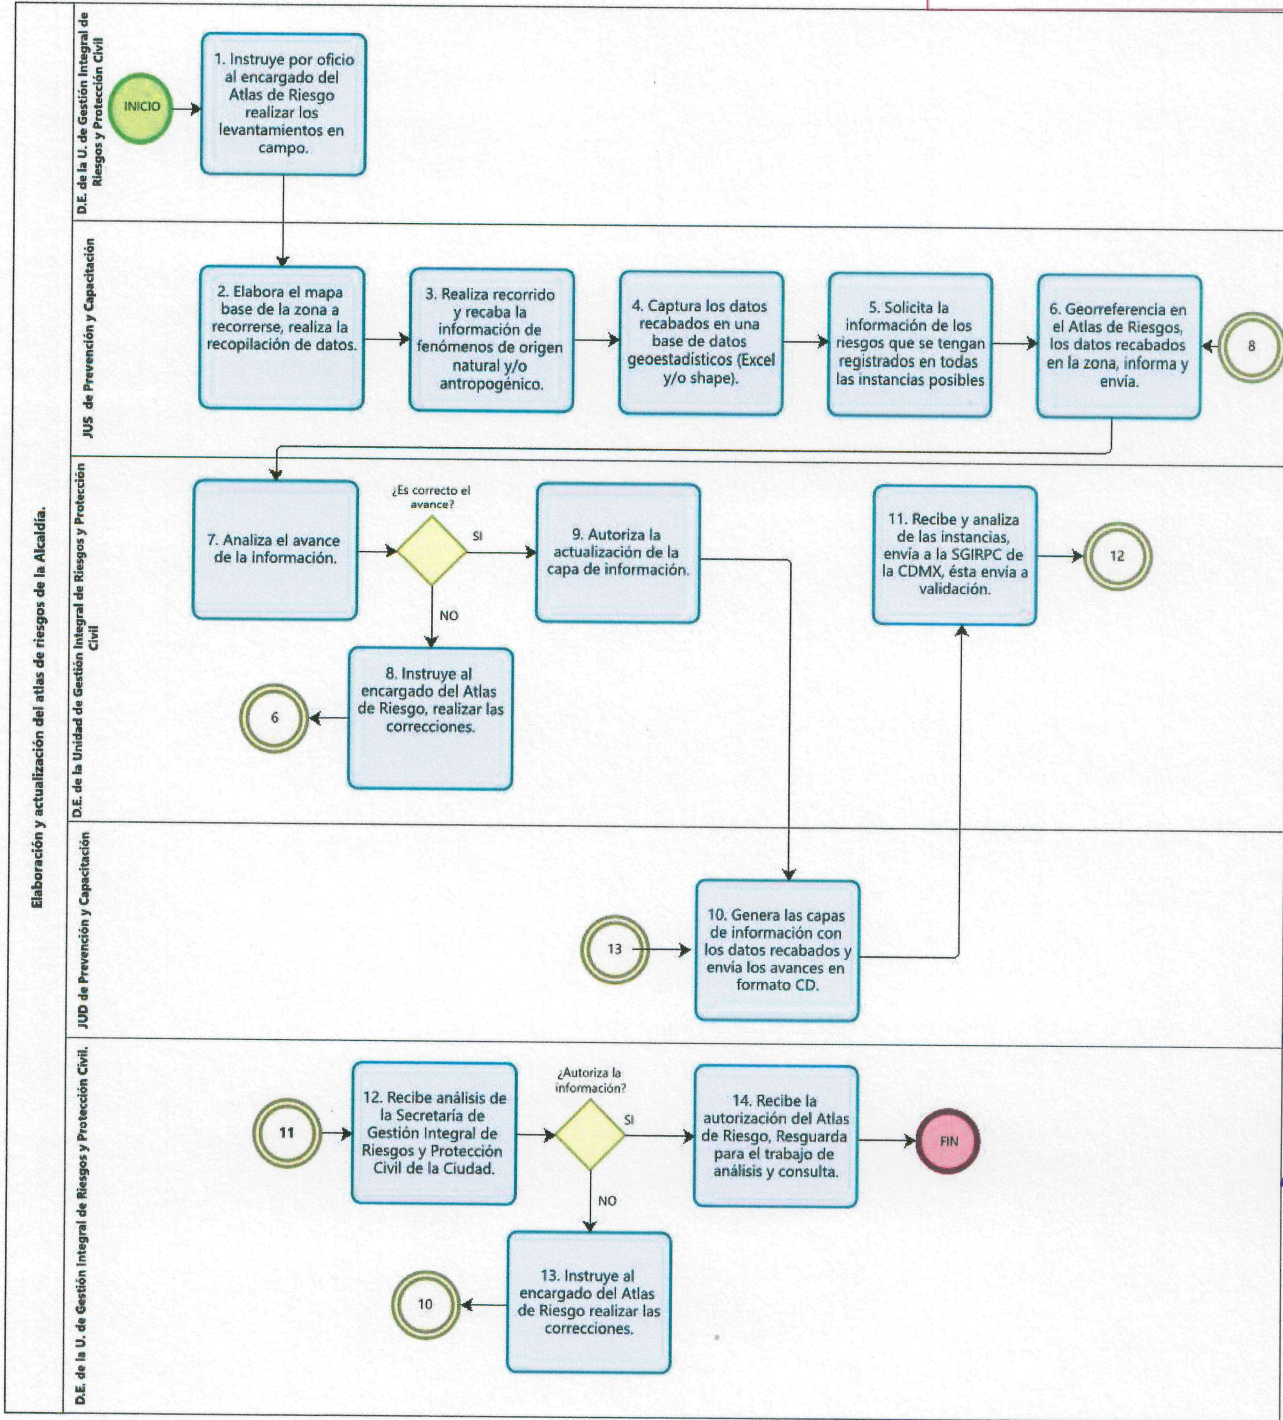 Elaboración y actualización del atlas de riesgos de la Alcaldía.
D.E. de la U. de Gestión Integral de
Riesgos y Protección Civil
INICIO
1. Instruye por oficio
al encargado del
Atlas de Riesgo
realizar los
levantamientos en
campo.
JUS de Prevención y Capacitación
2. Elabora el mapa
base de la zona a
recorrerse, realiza la
recopilación de datos.
3. Realiza recorrido
y recaba la
información de
fenómenos de origen
natural y/o
antropogénico.
4. Captura los datos
recabados en una
base de datos
geoestadísticos (Excel
y/o shape).
5. Solicita la
información de los
riesgos que se tengan
registrados en todas
las instancias posibles
6. Georreferencia en
el Atlas de Riesgos,
los datos recabados
en la zona, informa y
envía.
8
D.E. de la Unidad de Gestión Integral de Riesgos y Protección
Civil
7. Analiza el avance
de la información.
¿Es correcto el
avance?
SI
NO
9. Autoriza la
actualización de la
capa de información.
11. Recibe y analiza
de las instancias,
envía a la SGIRPC de
la CDMX, ésta envía a
validación.
12
8. Instruye al
encargado del Atlas
de Riesgo, realizar las
correcciones.
6
JUD de Prevención y Capacitación
13
10. Genera las capas
de información con
los datos recabados y
envía los avances en
formato CD.
D.E. de la U. de Gestión Integral de Riesgos y Protección Civil.
11
12. Recibe análisis de
la Secretaría de
Gestión Integral de
Riesgos y Protección
Civil de la Ciudad.
¿Autoriza la
información?
SI
NO
14. Recibe la
autorización del Atlas
de Riesgo, Resguarda
para el trabajo de
análisis y consulta.
FIN
13. Instruye al
encargado del Atlas
de Riesgo realizar las
correcciones.
10